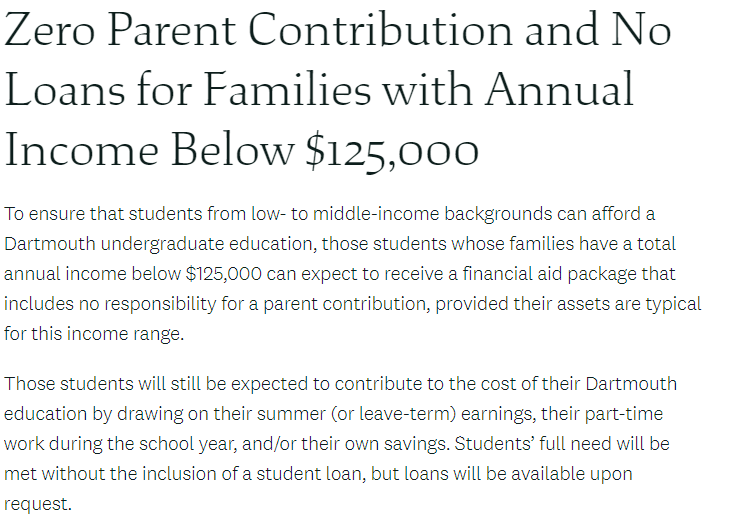 Zero Parent Contribution and No
Loans for Families with Annual
Income Below $125,000
To ensure that students from low- to middle-income backgrounds can afford a
Dartmouth undergraduate education, those students whose families have a total
annual income below $125,000 can expect to receive a financial aid package that
includes no responsibility for a parent contribution, provided their assets are typical
for this income range.
Those students will still be expected to contribute to the cost of their Dartmouth
education by drawing on their summer (or leave-term) earnings, their part-time
work during the school year, and/or their own savings. Students’ full need will be
met without the inclusion of a student loan, but loans will be available upon
request.